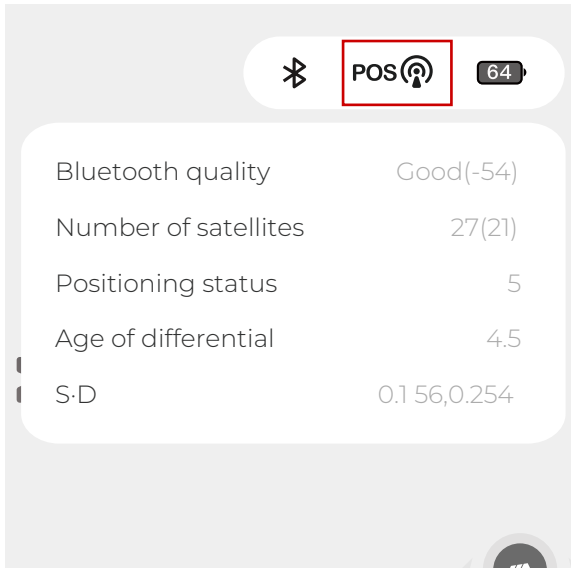 POS 64
Bluetooth quality Good(-54)
Number of satellites 27(21)
Positioning status 5
Age of differential 4.5
S·D 0.1 56,0.254